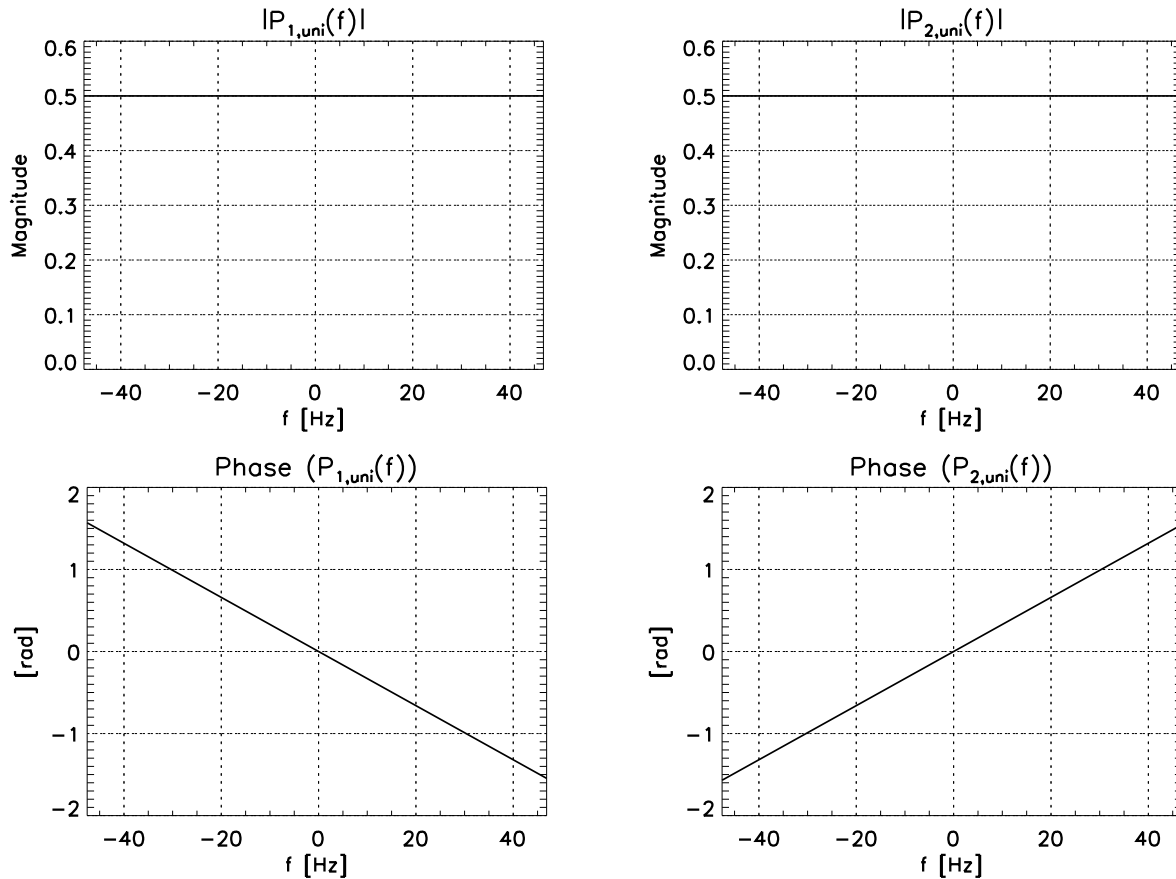 |P1,uni(f)|
0.6
0.5
0.4
0.3
0.2
0.1
0.0
Magnitude
−40 −20 0 20 40
f [Hz]
|P2,uni(f)|
0.6
0.5
0.4
0.3
0.2
0.1
0.0
Magnitude
−40 −20 0 20 40
f [Hz]
Phase (P1,uni(f))
2
1
0
−1
−2
[rad]
−40 −20 0 20 40
f [Hz]
Phase (P2,uni(f))
2
1
0
−1
−2
[rad]
−40 −20 0 20 40
f [Hz]